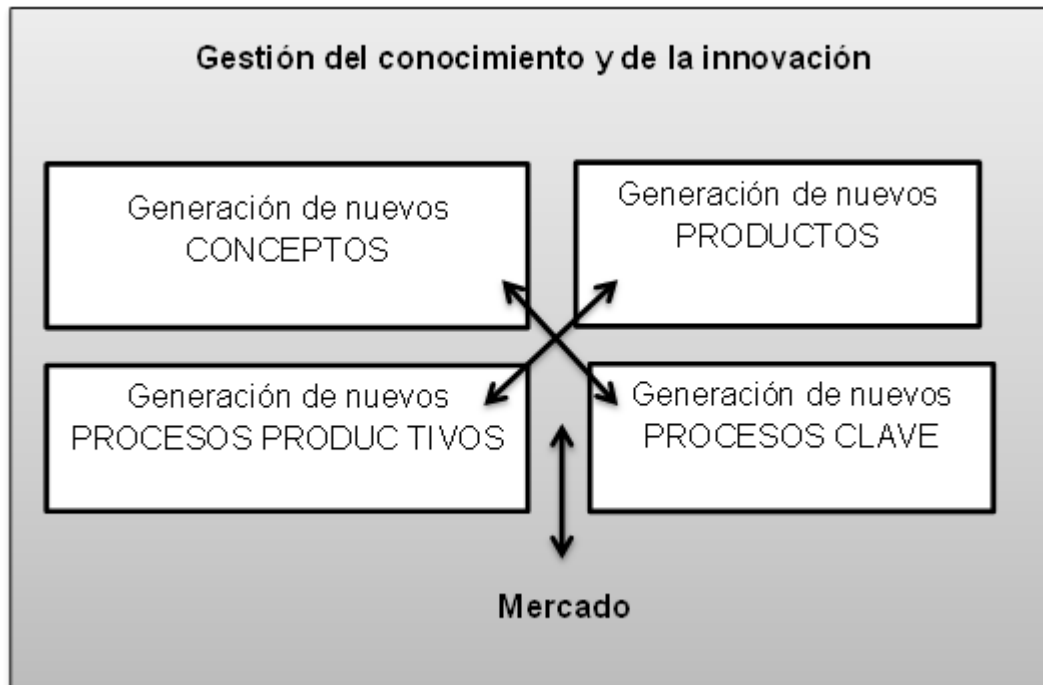 Gestión del conocimiento y de la innovación
Generación de nuevos
CONCEPTOS
Generación de nuevos
PRODUCTOS
Generación de nuevos
PROCESOS PRODUC TIVOS
Generación de nuevos
PROCESOS CLAVE
Mercado